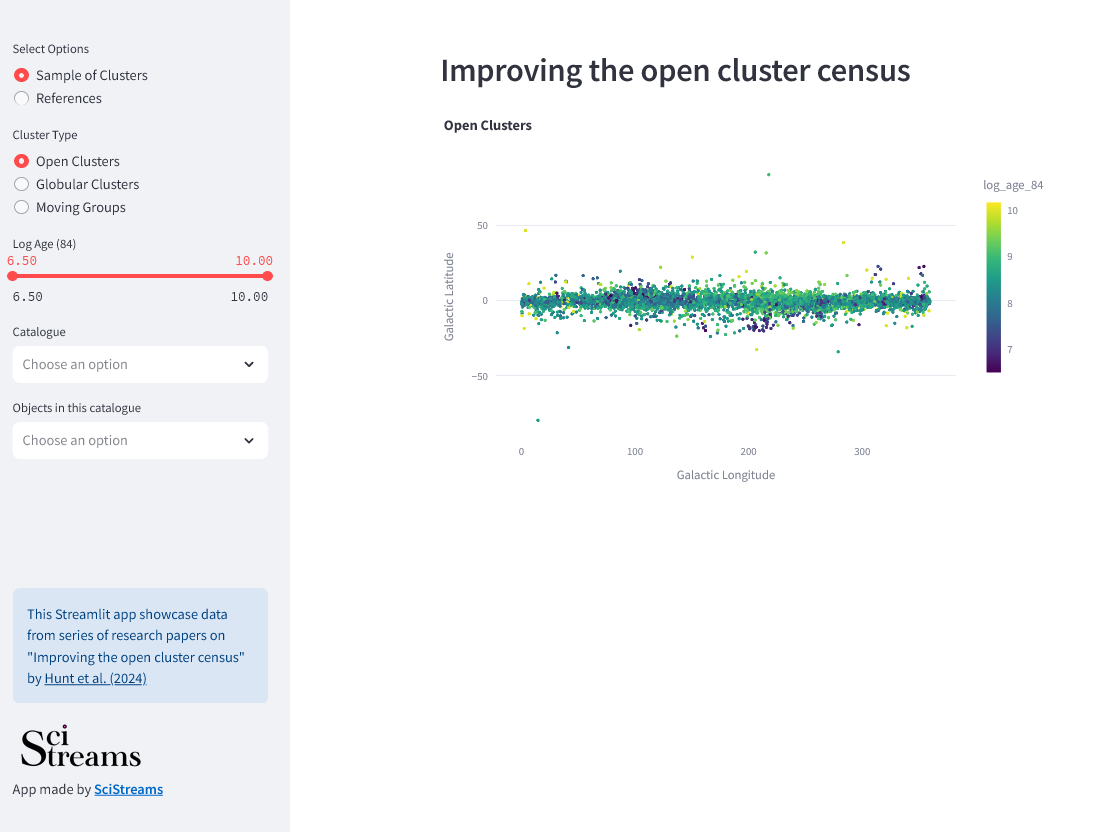 Select Options
Sample of Clusters
References
Cluster Type
Open Clusters
Globular Clusters
Moving Groups
Log Age (84)
6.50 10.00
6.50 10.00
Catalogue
Choose an option
Objects in this catalogue
Choose an option
This Streamlit app showcase data
from series of research papers on
"Improving the open cluster census"
by Hunt et al. (2024)
Sci
Streams
App made by SciStreams
Improving the open cluster census
Open Clusters
Galactic Latitude
50
0
−50
0 100 200 300
Galactic Longitude
log_age_84
10
9
8
7